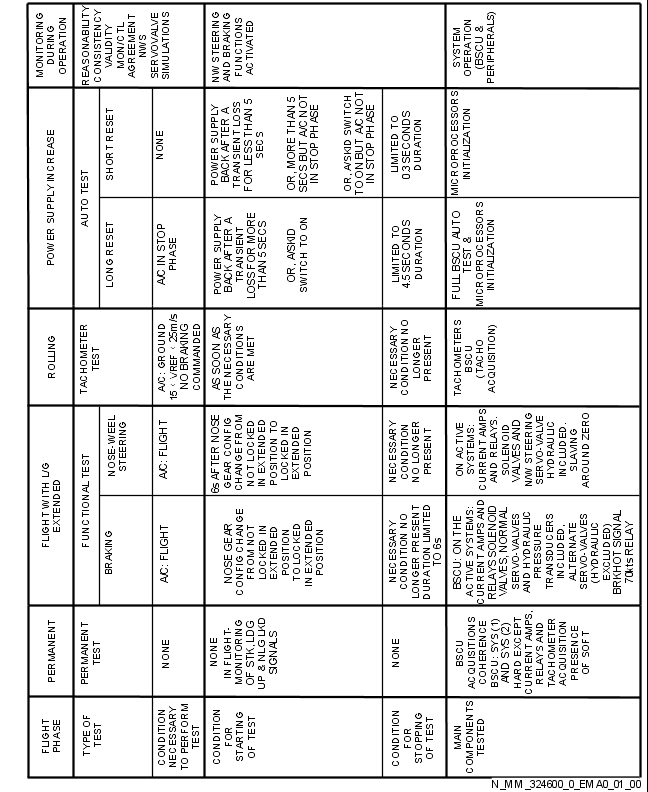 FLIGHT
PHASE
PERMANENT
FLIGHT WITH L/G
EXTENDED
ROLLING
POWER SUPPLY INCREASE
MONITORING
DURING
OPERATION
TYPE OF
TEST
PERMANENT
TEST
FUNCTIONAL TEST
BRAKING
NOSE-WEEL
STEERING
TACHOMETER
TEST
AUTO TEST
LONG RESET
SHORT RESET
REASONABILITY
CONSISTENCY
VALIDITY
MON/CTL
AGREEMENT
NWS
SERVOVALVE
SIMULATIONS
CONDITION
NECESSARY
TO PERFORM
TEST
NONE
A/C: FLIGHT
A/C: FLIGHT
A/C: GROUND
15 < VREF < 25m/s
NO BRAKING
COMMANDED
A/C IN STOP
PHASE
NONE
CONDITION
FOR
STARTING
OF TEST
NONE
IN FLIGHT-
MONITORING
OF STK,LDG
UP & NLG LKD
SIGNALS
NOSE GEAR
CONFIG CHANGE
FROM NOT
LOCKED IN
EXTENDED
POSITION
TO LOCKED
IN EXTENDED
POSITION
6s AFTER NOSE
GEAR CONFIG
CHANGE FROM
NOT LOCKED
IN EXTENDED
POSITION TO
LOCKED IN
EXTENDED
POSITION
AS SOON AS
THE NECESSARY
CONDITIONS
ARE MET
POWER SUPPLY
BACK AFTER A
TRANSIENT
LOSS FOR MORE
THAN 5 SECS
OR, A/SKID
SWITCH TO ON
POWER SUPPLY
BACK AFTER A
TRANSIENT LOSS
FOR LESS THAN 5
SECS
OR, MORE THAN 5
SECS BUT A/C NOT
IN STOP PHASE
OR, A/SKID SWITCH
TO ON BUT A/C NOT
IN STOP PHASE
NW STEERING
AND BRAKING
FUNCTIONS
ACTIVATED
CONDITION
FOR
STOPPING
OF TEST
NONE
NECESSARY
CONDITION NO
LONGER PRESENT
DURATION LIMITED
TO 6s
NECESSARY
CONDITION
NO LONGER
PRESENT
NECESSARY
CONDITION NO
LONGER
PRESENT
LIMITED TO
4.5 SECONDS
DURATION
LIMITED TO
0.3 SECONDS
DURATION
MAIN
COMPONENTS
TESTED
BSCU
ACQUISITIONS
COHERENCE
BSCU: SYS (1)
AND SYS (2)
HARD EXCEPT
CURRENT AMPS,
RELAYS AND
TACHOMETER
ACQUISITION
PRESENCE
OF SOFT
BSCU: ON THE
ACTIVE SYSTEMS:
CURRENT AMPS AND
RELAYS SOLENOID
VALVES, NORMAL
SERVO-VALVES
AND HYDRAULIC
PRESSURE
TRANSDUCERS
INCLUDED.
ALTERNATE
SERVO-VALVES
(HYDRAULIC
EXCLUDED)
BRK HOT RELAY
70kts RELAY
ON ACTIVE
SYSTEMS:
CURRENT AMPS
AND RELAYS.
SOLENOID
VALVES AND
N/W STEERING
SERVO-VALVE
HYDRAULIC
INCLUDED.
SLAVING
AROUND ZERO
TACHOMETERS
BSCU
(TACHO
ACQUISITION)
FULL BSCU AUTO
TEST &
MICROPROCESSORS
INITIALIZATION
MICROPROCESSORS
INITIALIZATION
SYSTEM
OPERATION
(BSCU &
PERIPHERALS)
N_MM_324600_0_EMA0_01_00